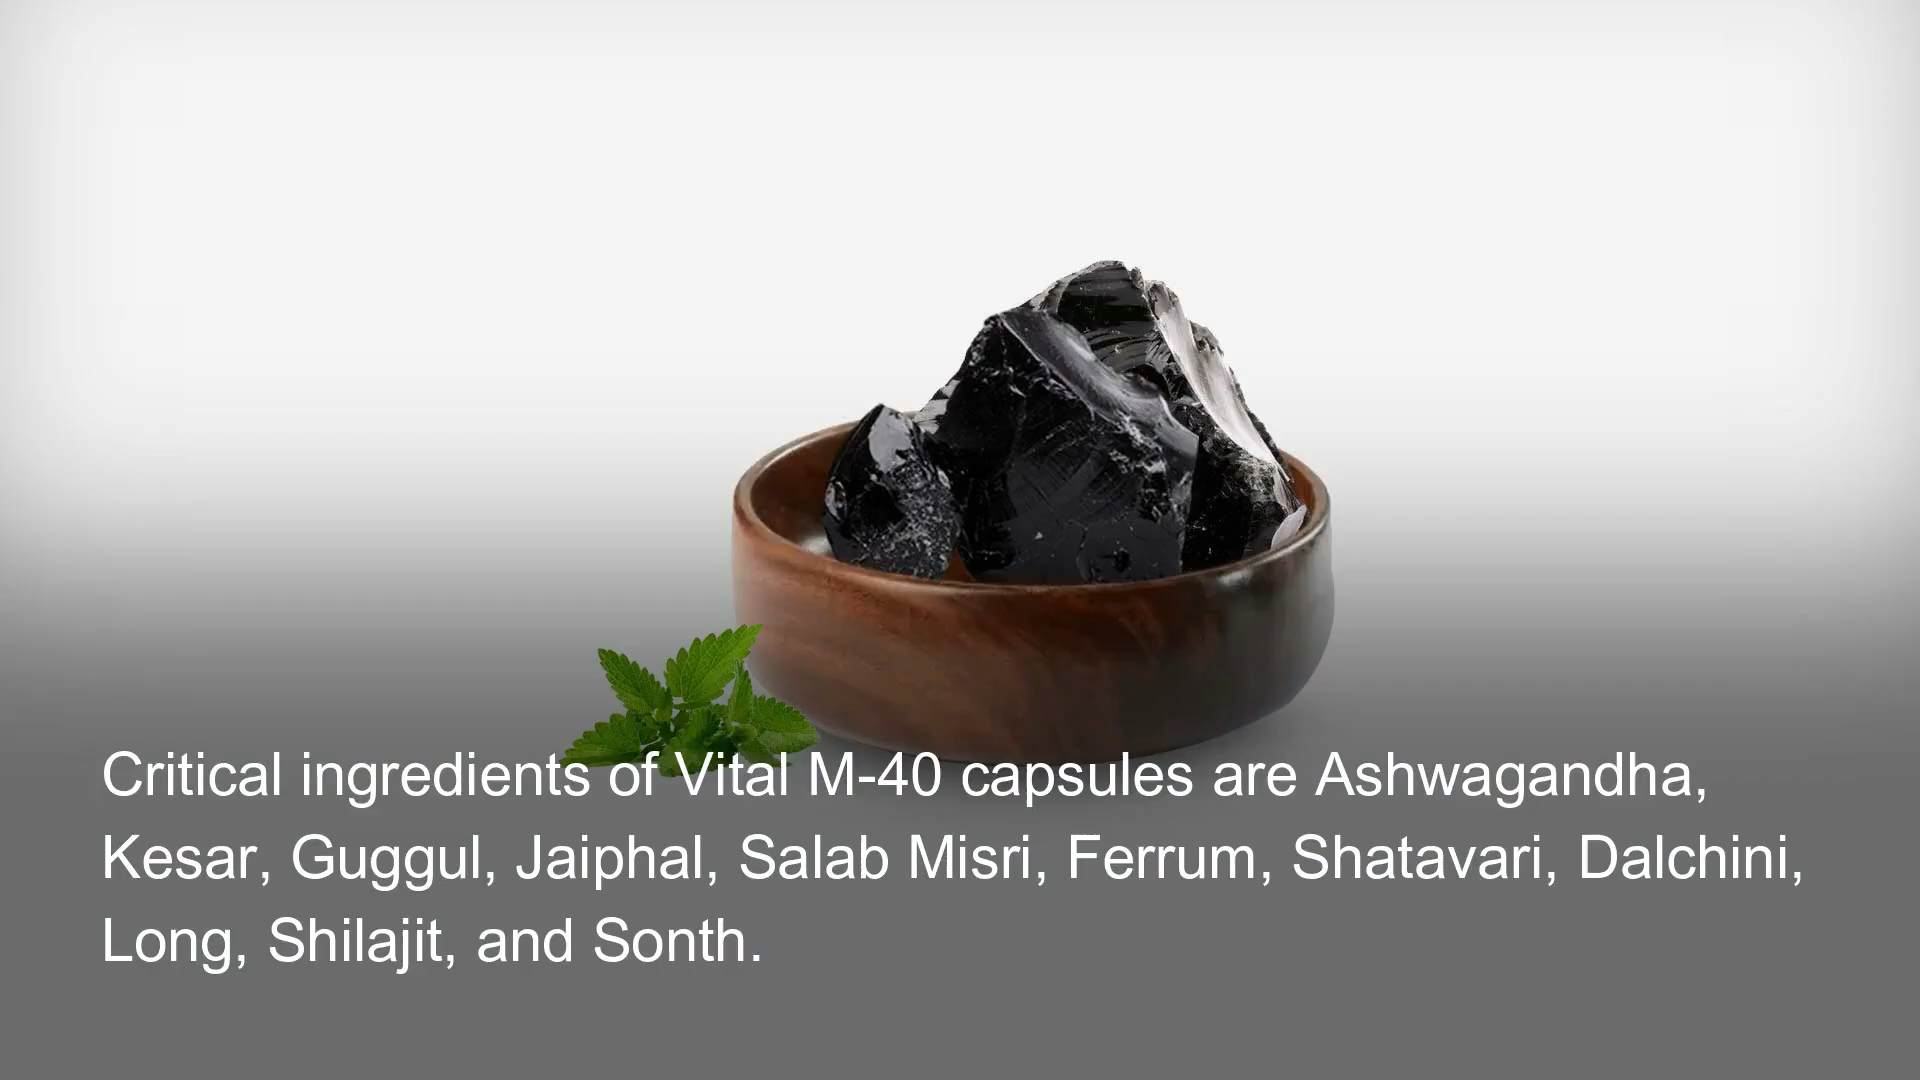 Critical ingredients of Vital M-40 capsules are Ashwagandha,
Kesar, Guggul, Jaiphal, Salab Misri, Ferrum, Shatavari, Dalchini,
Long, Shilajit, and Sonth.